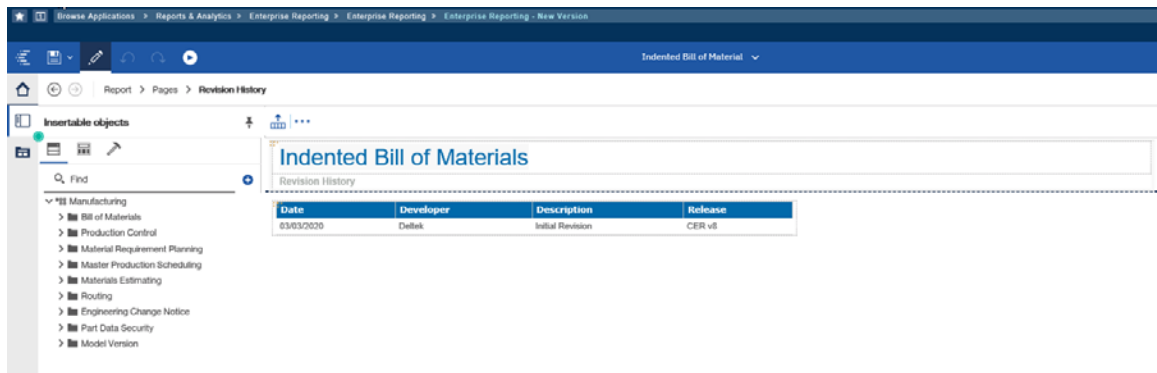 Browse Applications > Reports & Analytics > Enterprise Reporting > Enterprise Reporting > Enterprise Reporting - New Version
Indented Bill of Material
Report > Pages > Revision History
Insertable objects
Find
Manufacturing
Bill of Materials
Production Control
Material Requirement Planning
Master Production Scheduling
Materials Estimating
Routing
Engineering Change Notice
Part Data Security
Model Version
Indented Bill of Materials
Revision History
Date Developer Description Release
03/03/2020 Deltek Initial Revision CER v8